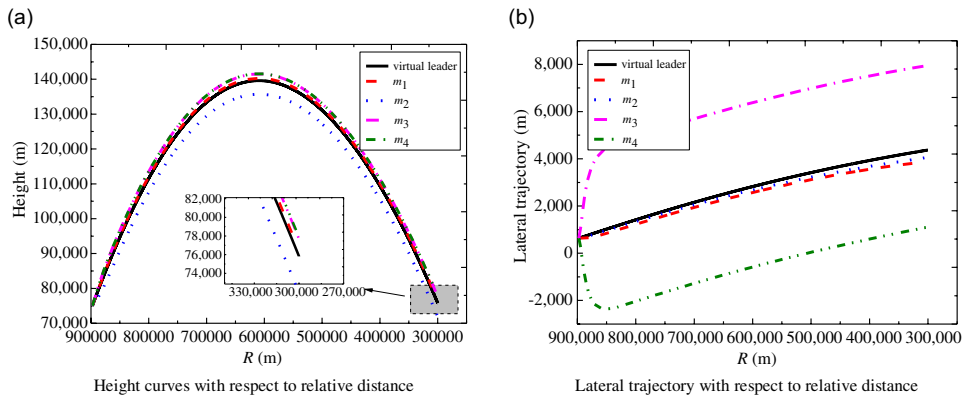 (a)
150,000
140,000
130,000
120,000
110,000
100,000
90,000
80,000
70,000
Height (m)
virtual leader
m1
m2
m3
m4
82,000
80,000
78,000
76,000
74,000
330,000 300,000 270,000
900000 800000 700000 600000 500000 400000 300000
R (m)
Height curves with respect to relative distance
(b)
8,000
6,000
4,000
2,000
0
-2,000
Lateral trajectory (m)
virtual leader
m1
m2
m3
m4
900,000 800,000 700,000 600,000 500,000 400,000 300,000
R (m)
Lateral trajectory with respect to relative distance